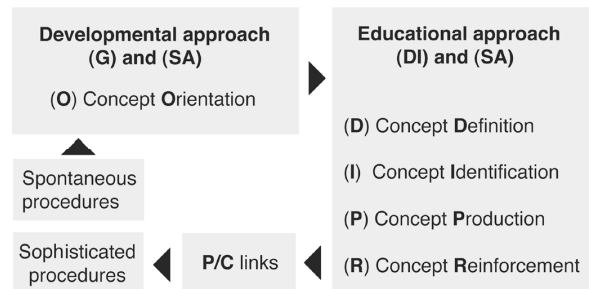 Developmental approach
(G) and (SA)
(O) Concept Orientation
Educational approach
(DI) and (SA)
(D) Concept Definition
(I) Concept Identification
(P) Concept Production
(R) Concept Reinforcement
Spontaneous
procedures
Sophisticated
procedures
P/C links